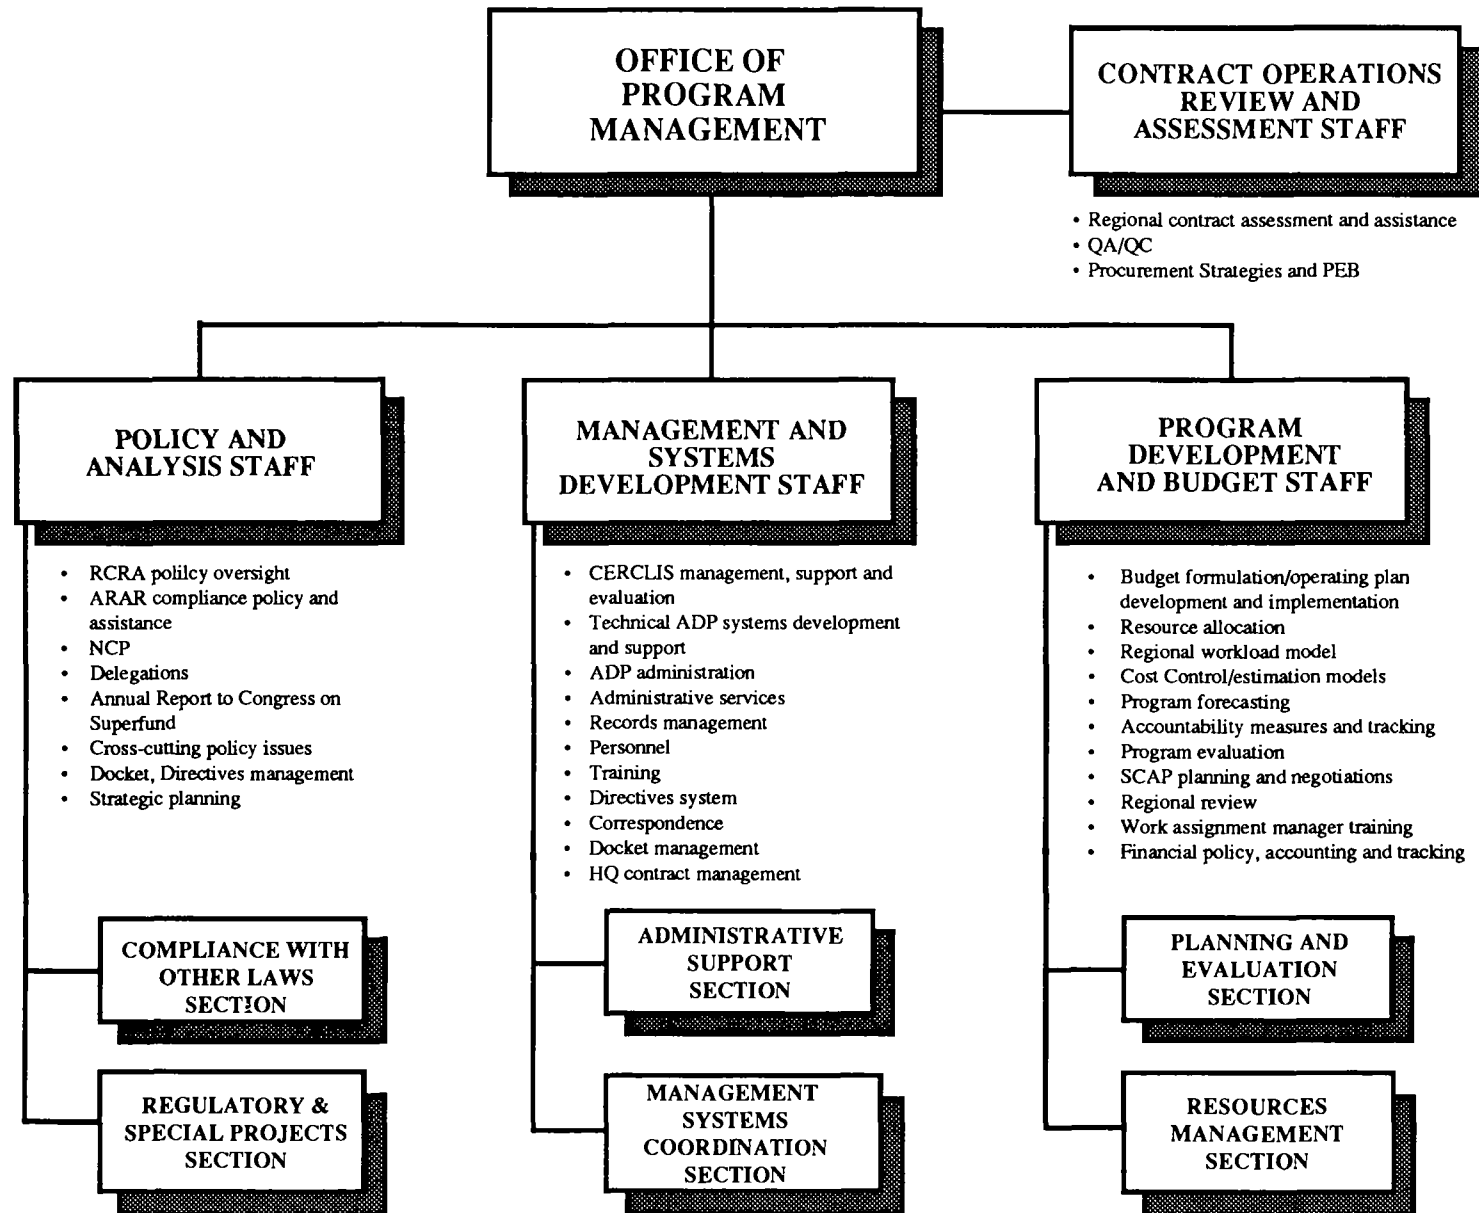 OFFICE OF
PROGRAM
MANAGEMENT
CONTRACT OPERATIONS
REVIEW AND
ASSESSMENT STAFF
• Regional contract assessment and assistance
• QA/QC
• Procurement Strategies and PEB
POLICY AND
ANALYSIS STAFF
• RCRA polilcy oversight
• ARAR compliance policy and
assistance
• NCP
• Delegations
• Annual Report to Congress on
Superfund
• Cross-cutting policy issues
• Docket, Directives management
• Strategic planning
COMPLIANCE WITH
OTHER LAWS
SECTION
REGULATORY &
SPECIAL PROJECTS
SECTION
MANAGEMENT AND
SYSTEMS
DEVELOPMENT STAFF
• CERCLIS management, support and
evaluation
• Technical ADP systems development
and support
• ADP administration
• Administrative services
• Records management
• Personnel
• Training
• Directives system
• Correspondence
• Docket management
• HQ contract management
ADMINISTRATIVE
SUPPORT
SECTION
MANAGEMENT
SYSTEMS
COORDINATION
SECTION
PROGRAM
DEVELOPMENT
AND BUDGET STAFF
• Budget formulation/operating plan
development and implementation
• Resource allocation
• Regional workload model
• Cost Control/estimation models
• Program forecasting
• Accountability measures and tracking
• Program evaluation
• SCAP planning and negotiations
• Regional review
• Work assignment manager training
• Financial policy, accounting and tracking
PLANNING AND
EVALUATION
SECTION
RESOURCES
MANAGEMENT
SECTION